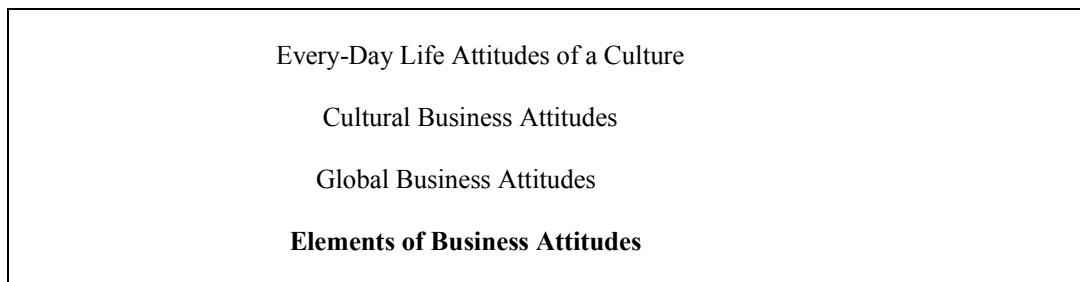 Every-Day Life Attitudes of a Culture
Cultural Business Attitudes
Global Business Attitudes
Elements of Business Attitudes